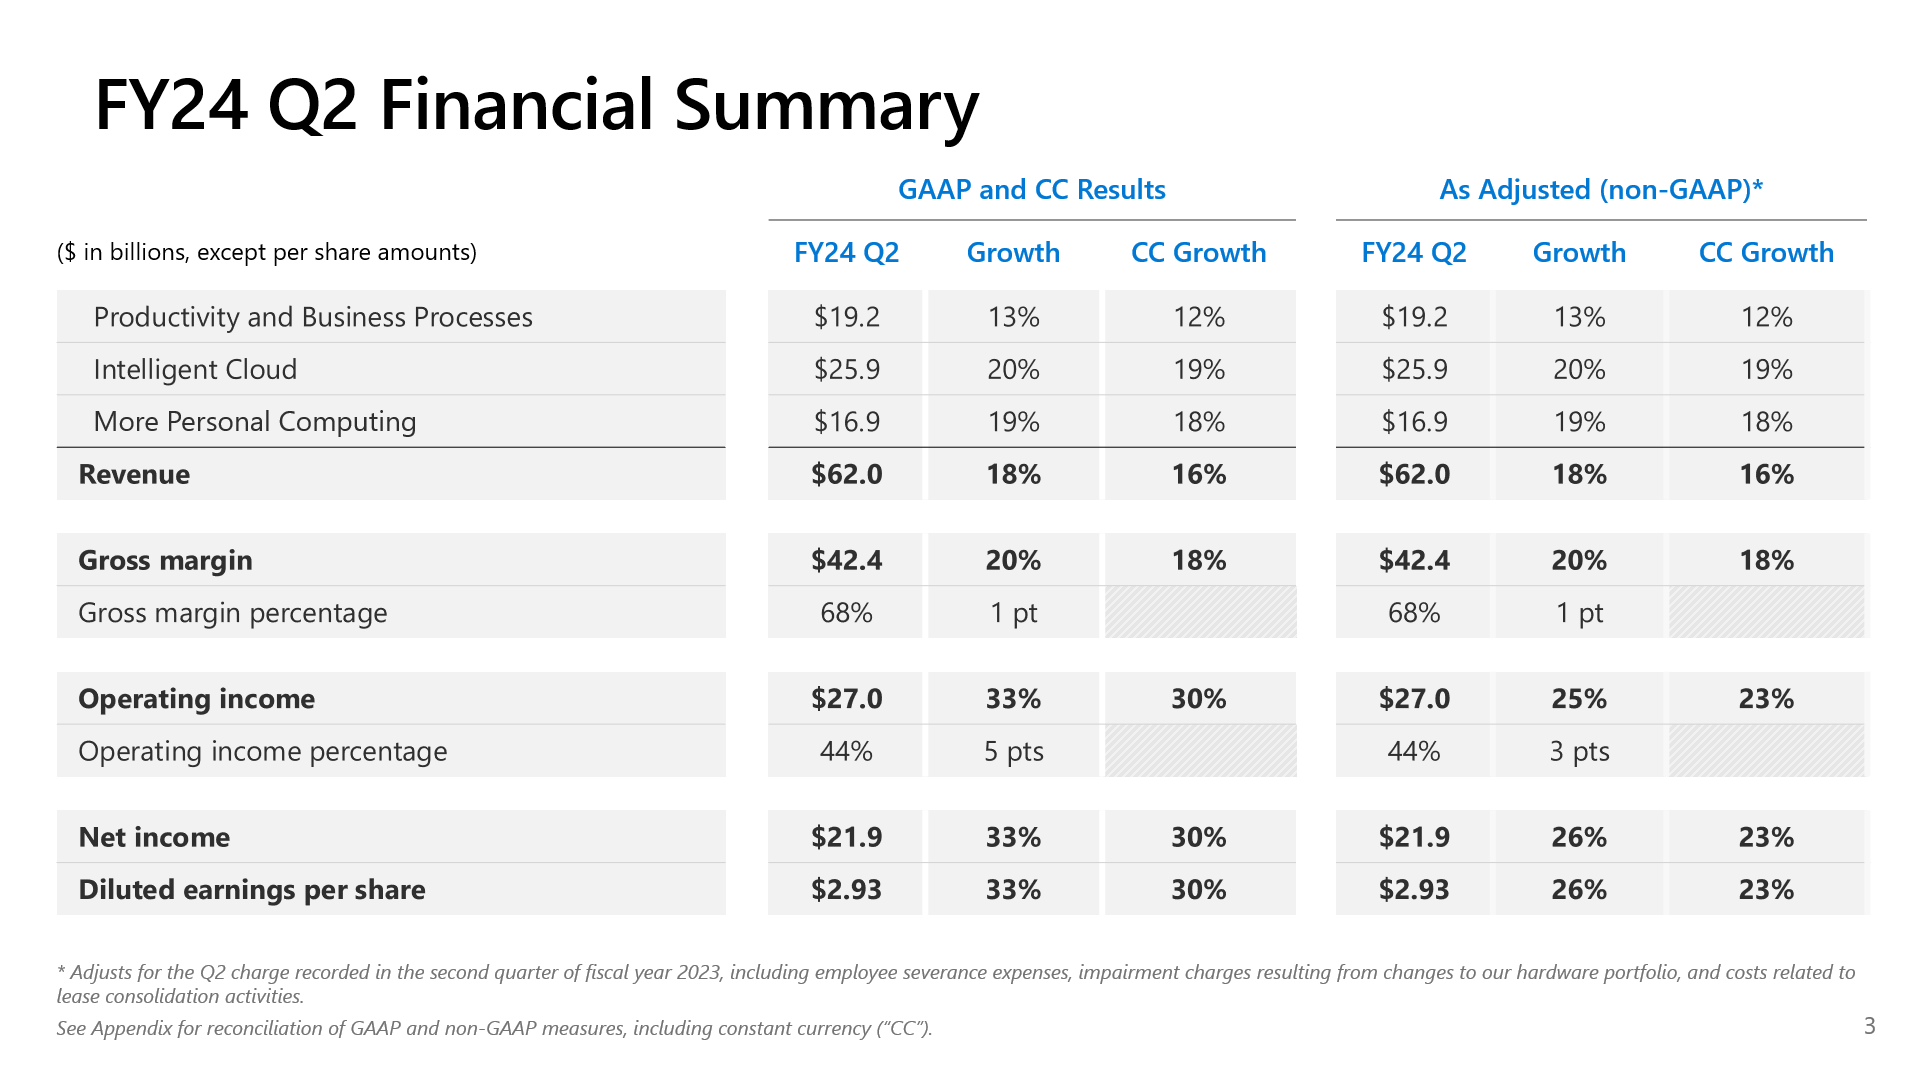 FY24 Q2 Financial Summary
GAAP and CC Results As Adjusted (non-GAAP)*
($ in billions, except per share amounts) FY24 Q2 Growth CC Growth FY24 Q2 Growth CC Growth
Productivity and Business Processes $19.2 13% 12% $19.2 13% 12%
Intelligent Cloud $25.9 20% 19% $25.9 20% 19%
More Personal Computing $16.9 19% 18% $16.9 19% 18%
Revenue $62.0 18% 16% $62.0 18% 16%
Gross margin $42.4 20% 18% $42.4 20% 18%
Gross margin percentage 68% 1 pt 68% 1 pt
Operating income $27.0 33% 30% $27.0 25% 23%
Operating income percentage 44% 5 pts 44% 3 pts
Net income $21.9 33% 30% $21.9 26% 23%
Diluted earnings per share $2.93 33% 30% $2.93 26% 23%
* Adjusts for the Q2 charge recorded in the second quarter of fiscal year 2023, including employee severance expenses, impairment charges resulting from changes to our hardware portfolio, and costs related to
lease consolidation activities.
See Appendix for reconciliation of GAAP and non-GAAP measures, including constant currency (“CC”).
3